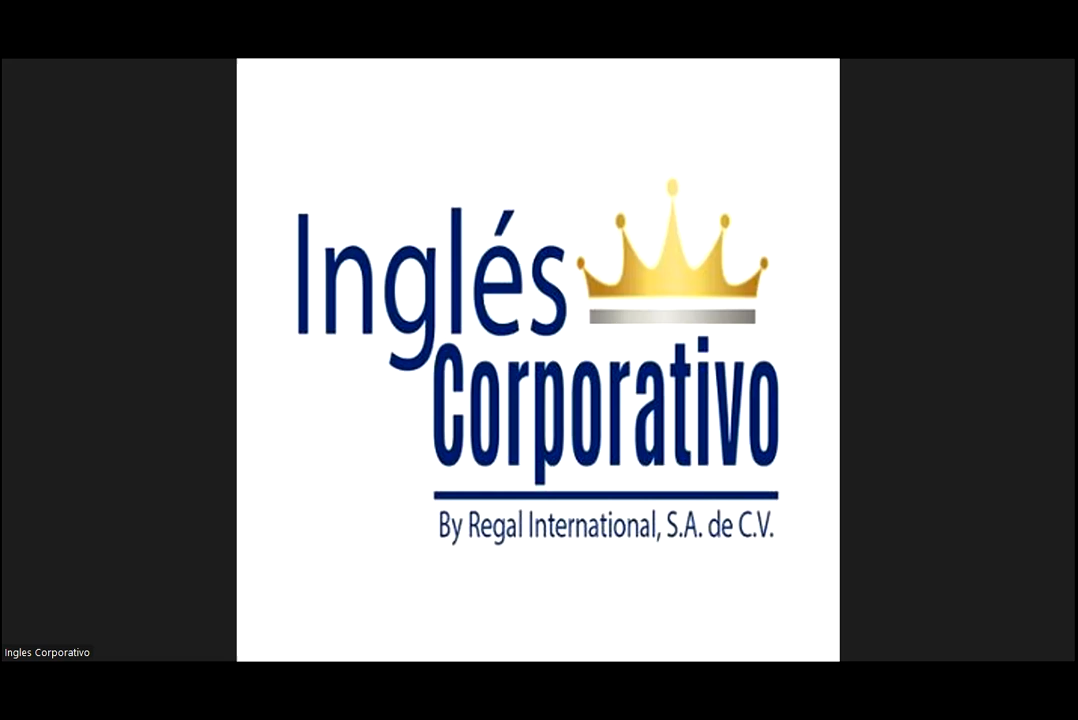 Inglés
Corporativo
By Regal International, S.A. de C.V.
Ingles Corporativo